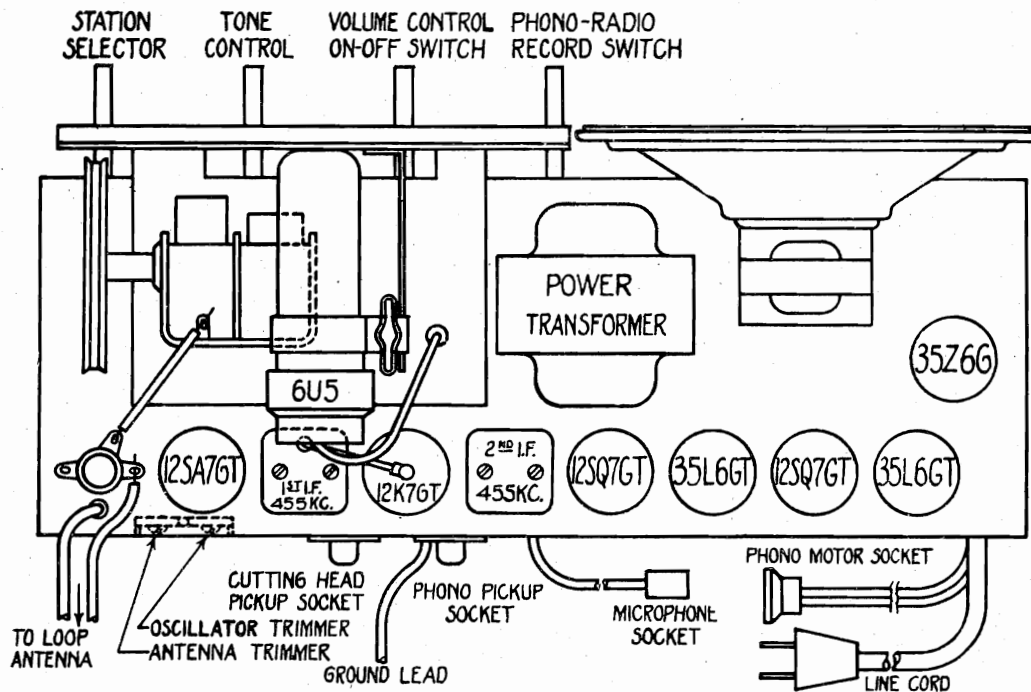 STATION
SELECTOR
TONE
CONTROL
VOLUME CONTROL
ON-OFF SWITCH
PHONO-RADIO
RECORD SWITCH
POWER
TRANSFORMER
35Z6G
6U5
12SA7GT
1ST I.F.
455KC.
12K7GT
2ND I.F.
455KC.
12SQ7GT
35L6GT
12SQ7GT
35L6GT
CUTTING HEAD
PICKUP SOCKET
PHONO PICKUP
SOCKET
MICROPHONE
SOCKET
PHONO MOTOR SOCKET
TO LOOP
ANTENNA
OSCILLATOR TRIMMER
ANTENNA TRIMMER
GROUND LEAD
LINE CORD